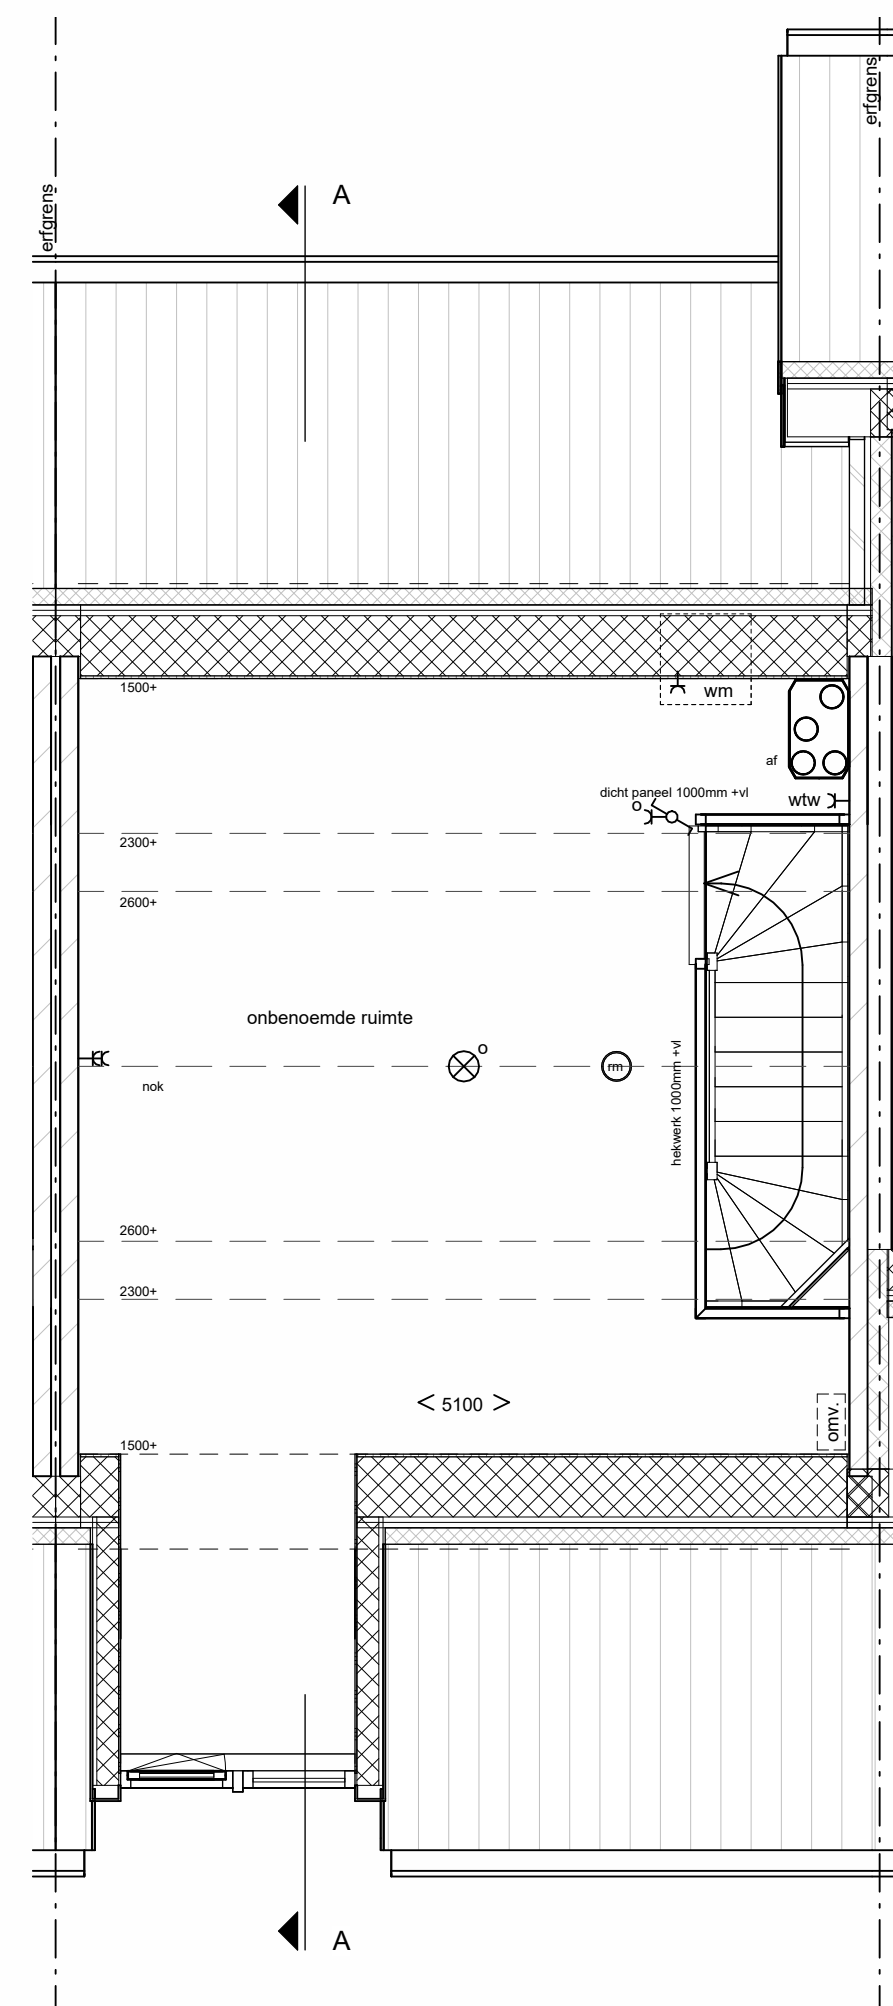 erfgrens
erfgrens
A
1500+
wm
af
dicht paneel 1000mm +vl
wtw
o
2300+
2600+
onbenoemde ruimte
o
rm
nok
hekwerk 1000mm +vl
2600+
2300+
< 5100 >
omv.
1500+
A